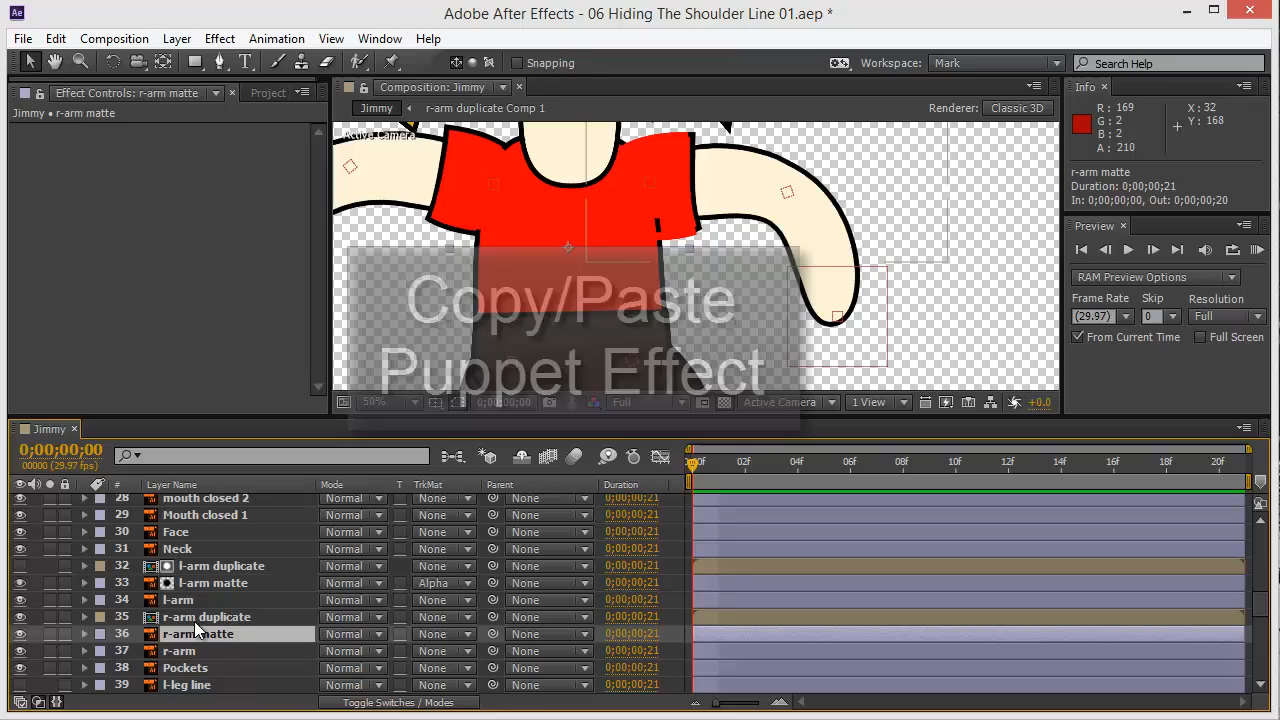 Ae Adobe After Effects - 06 Hiding The Shoulder Line 01.aep *
File Edit Composition Layer Effect Animation View Window Help
Snapping Workspace: Mark Search Help
Effect Controls: r-arm matte Project
Jimmy • r-arm matte
Composition: Jimmy
Jimmy r-arm duplicate Comp 1 Renderer: Classic 3D
Active Camera
Info
R: 169 X: 32
G: 2 Y: 168
B: 2
A: 210
r-arm matte
Duration: 0;00;00;21
In: 0;00;00;00, Out: 0;00;00;20
Preview
RAM Preview Options
Frame Rate Skip Resolution
(29.97) 0 Full
From Current Time Full Screen
Copy/Paste
Puppet Effect
50% 0;00;00;00 Full Active Camera 1 View +0.0
Jimmy
0;00;00;00
00000 (29.97 fps)
:00f 02f 04f 06f 08f 10f 12f 14f 16f 18f 20f
# Layer Name Mode T TrkMat Parent Duration
28 mouth closed 2 Normal None None 0;00;00;21
29 Mouth closed 1 Normal None None 0;00;00;21
30 Face Normal None None 0;00;00;21
31 Neck Normal None None 0;00;00;21
32 l-arm duplicate Normal None None 0;00;00;21
33 l-arm matte Normal Alpha None 0;00;00;21
34 l-arm Normal None None 0;00;00;21
35 r-arm duplicate Normal None None 0;00;00;21
36 r-arm matte Normal None None 0;00;00;21
37 r-arm Normal None None 0;00;00;21
38 Pockets Normal None None 0;00;00;21
39 l-leg line Normal None None 0;00;00;21
Toggle Switches / Modes